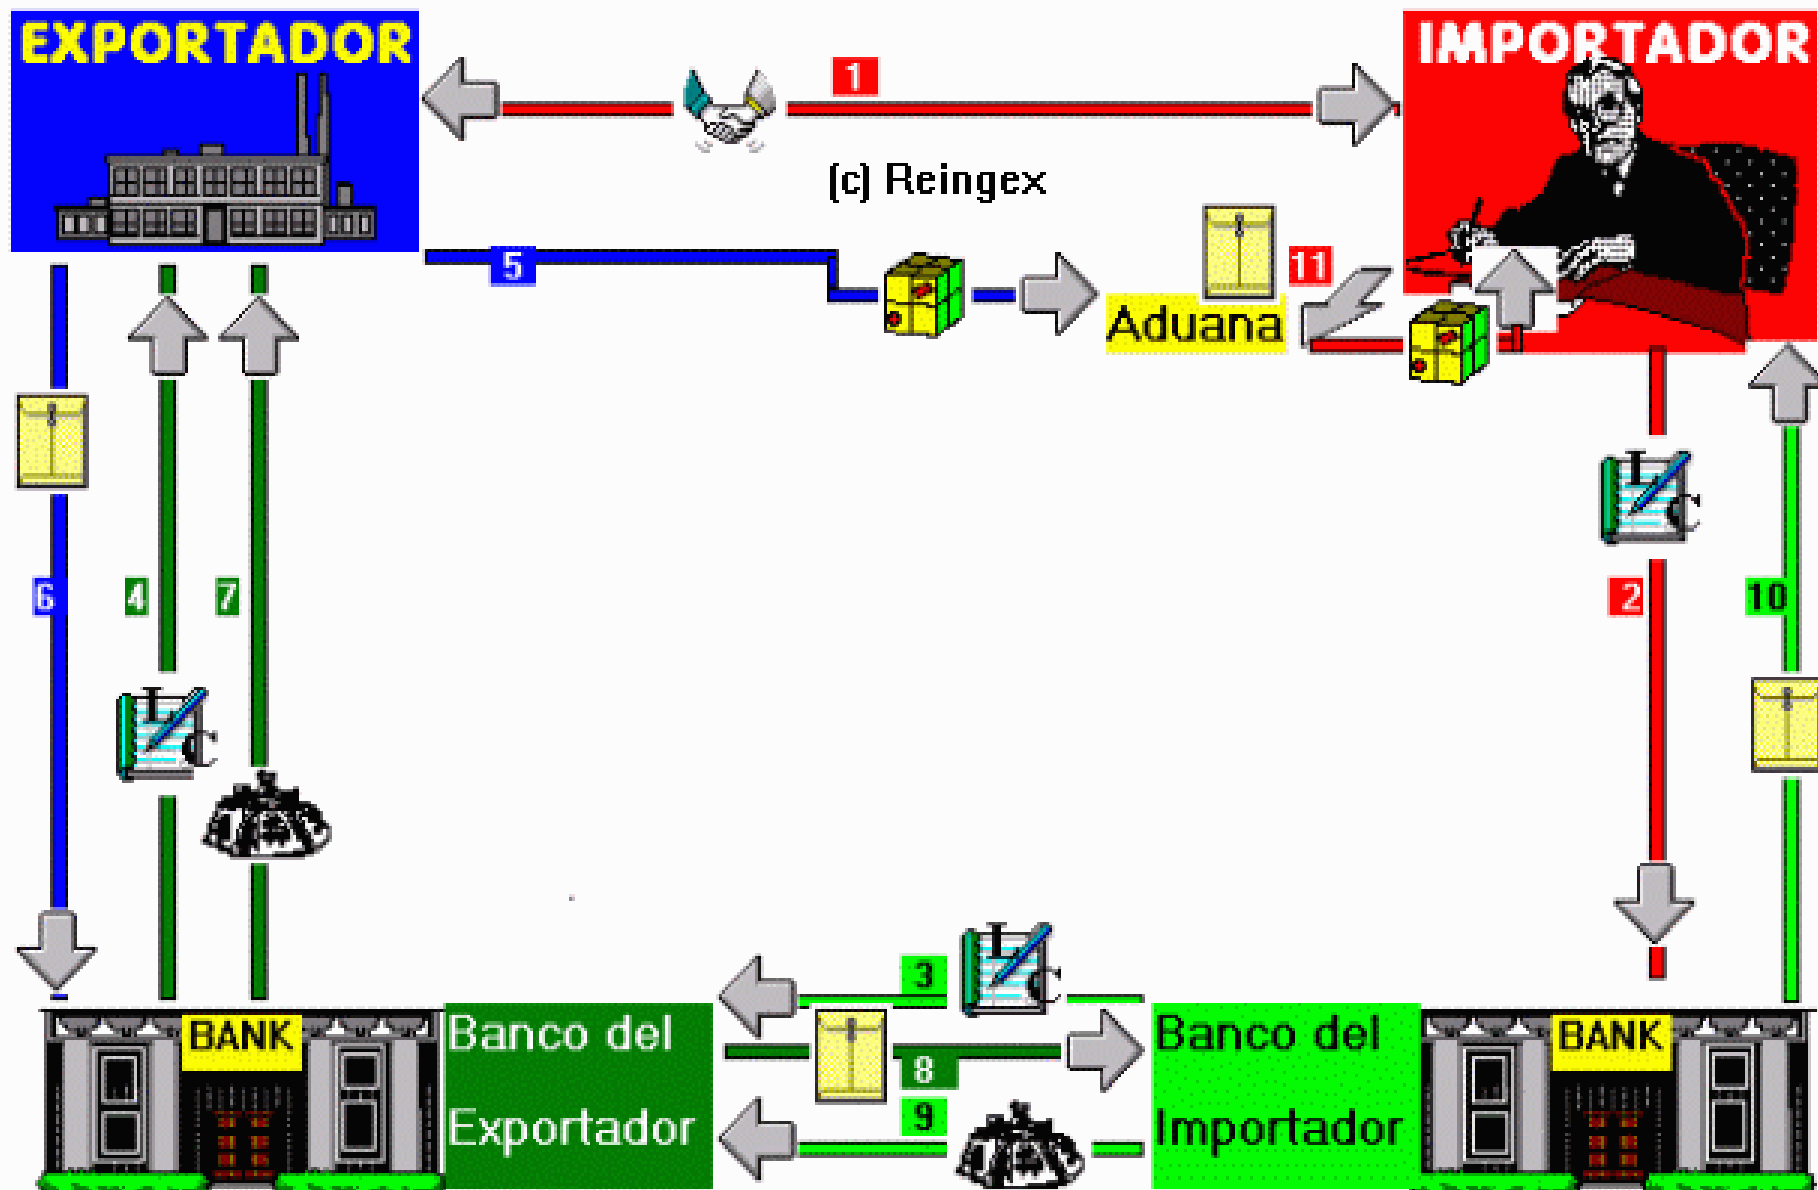 EXPORTADOR
IMPORTADOR
1
(c) Reingex
5
11
Aduana
6
4
7
2
10
L
C
L
C
3
L
C
BANK
Banco del
Exportador
8
9
Banco del
Importador
BANK